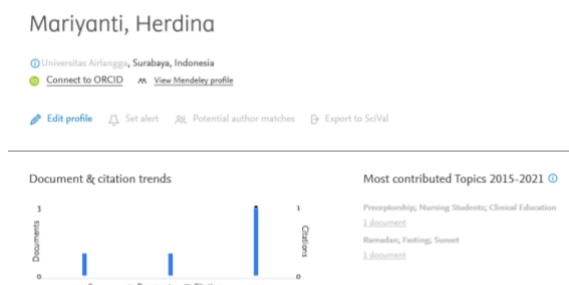 Mariyanti, Herdina
Universitas Airlangga, Surabaya, Indonesia
Connect to ORCID View Mendeley profile
Edit profile Set alert Potential author matches Export to SciVal
Document & citation trends
3
Documents
0
1
Citations
0
Most contributed Topics 2015-2021
Preceptorship; Nursing Students; Clinical Education
1 document
Ramadan; Fasting; Sunset
1 document